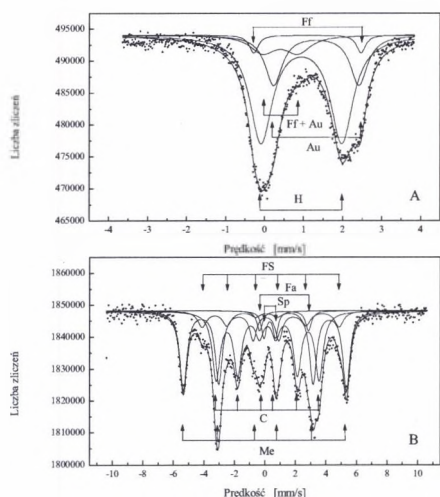 Ff
495000
490000
485000
480000
475000
470000
465000
Liczba zliczeń
Ff + Au
Au
H
A
-4 -3 -2 -1 0 1 2 3 4
Prędkość [mm/s]
1860000
1850000
1840000
1830000
1820000
1810000
1800000
Liczba zliczeń
FS
Fa
Sp
C
Me
B
-10 -8 -6 -4 -2 0 2 4 6 8 10
Prędkość [mm/s]